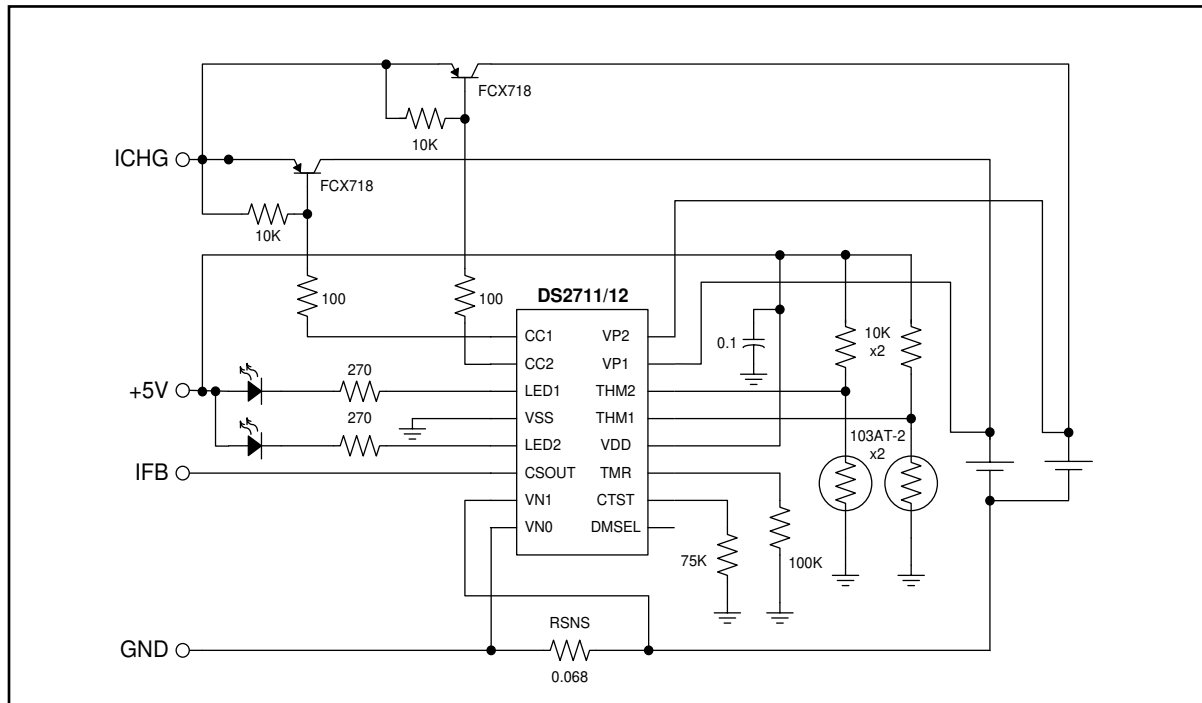 FCX718
10K
ICHG
FCX718
10K
100
100
DS2711/12
CC1
VP2
0.1
10K
x2
CC2
VP1
270
+5V
LED1
THM2
VSS
THM1
270
LED2
VDD
103AT-2
x2
IFB
CSOUT
TMR
VN1
CTST
VN0
DMSEL
75K
100K
RSNS
GND
0.068